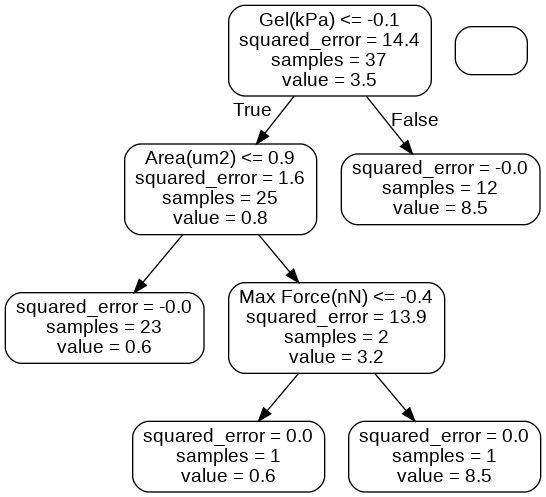 Gel(kPa) <= -0.1
squared_error = 14.4
samples = 37
value = 3.5
True
False
Area(um2) <= 0.9
squared_error = 1.6
samples = 25
value = 0.8
squared_error = -0.0
samples = 12
value = 8.5
squared_error = -0.0
samples = 23
value = 0.6
Max Force(nN) <= -0.4
squared_error = 13.9
samples = 2
value = 3.2
squared_error = 0.0
samples = 1
value = 0.6
squared_error = 0.0
samples = 1
value = 8.5